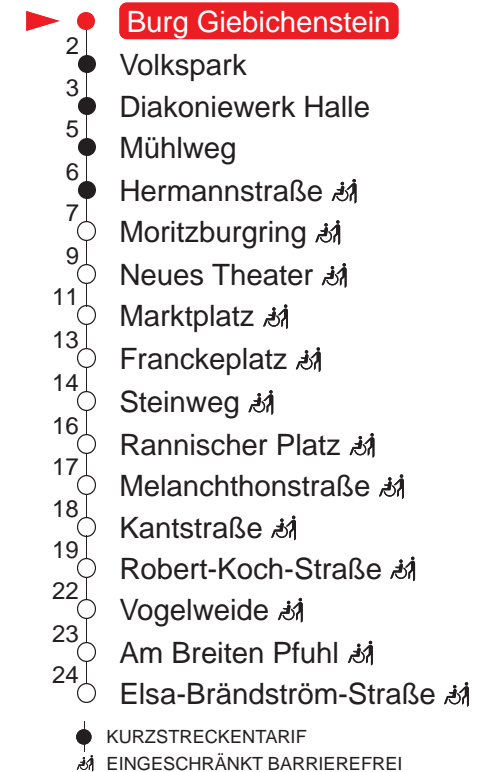 Burg Giebichenstein
2
Volkspark
3
Diakoniewerk Halle
5
Mühlweg
6
Hermannstraße
7
Moritzburgring
9
Neues Theater
11
Marktplatz
13
Franckeplatz
14
Steinweg
16
Rannischer Platz
17
Melanchthonstraße
18
Kantstraße
19
Robert-Koch-Straße
22
Vogelweide
23
Am Breiten Pfuhl
24
Elsa-Brändström-Straße
KURZSTRECKENTARIF
EINGESCHRÄNKT BARRIEREFREI